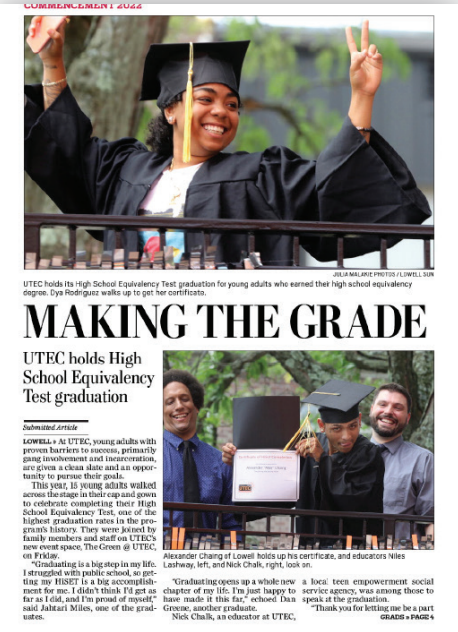 COMMENCEMENT 2022
JULIA MALAKIE PHOTOS / LOWELL SUN
UTEC holds its High School Equivalency Test graduation for young adults who earned their high school equivalency
degree. Dya Rodriguez walks up to get her certificate.
MAKING THE GRADE
UTEC holds High
School Equivalency
Test graduation
Submitted Article
LOWELL » At UTEC, young adults with
proven barriers to success, primarily
gang involvement and incarceration,
are given a clean slate and an oppor-
tunity to pursue their goals.
This year, 15 young adults walked
across the stage in their cap and gown
to celebrate completing their High
School Equivalency Test, one of the
highest graduation rates in the pro-
gram's history. They were joined by
family members and staff on UTEC's
new event space, The Green @ UTEC,
on Friday.
"Graduating is a big step in my life.
I struggled with public school, so get-
ting my HiSET is a big accomplish-
ment for me. I didn't think I'd get as
far as I did, and I'm proud of myself,"
said Jahtari Miles, one of the grad-
uates.
Alexander Chaing of Lowell holds up his certificate, and educators Niles
Lashway, left, and Nick Chalk, right, look on.
"Graduating opens up a whole new
chapter of my life. I'm just happy to
have made it this far," echoed Dan
Greene, another graduate.
Nick Chalk, an educator at UTEC,
a local teen empowerment social
service agency, was among those to
speak at the graduation.
"Thank you for letting me be a part
GRADS » PAGE 4